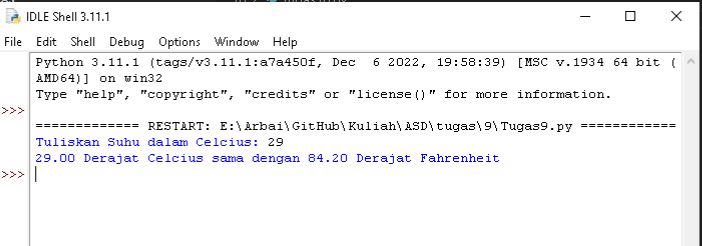 IDLE Shell 3.11.1
File Edit Shell Debug Options Window Help
Python 3.11.1 (tags/v3.11.1:a7a450f, Dec  6 2022, 19:58:39) [MSC v.1934 64 bit (
AMD64)] on win32
Type "help", "copyright", "credits" or "license()" for more information.
>>>
============= RESTART: E:\Arbai\GitHub\Kuliah\ASD\tugas\9\Tugas9.py ============
Tuliskan Suhu dalam Celcius: 29
29.00 Derajat Celcius sama dengan 84.20 Derajat Fahrenheit
>>>